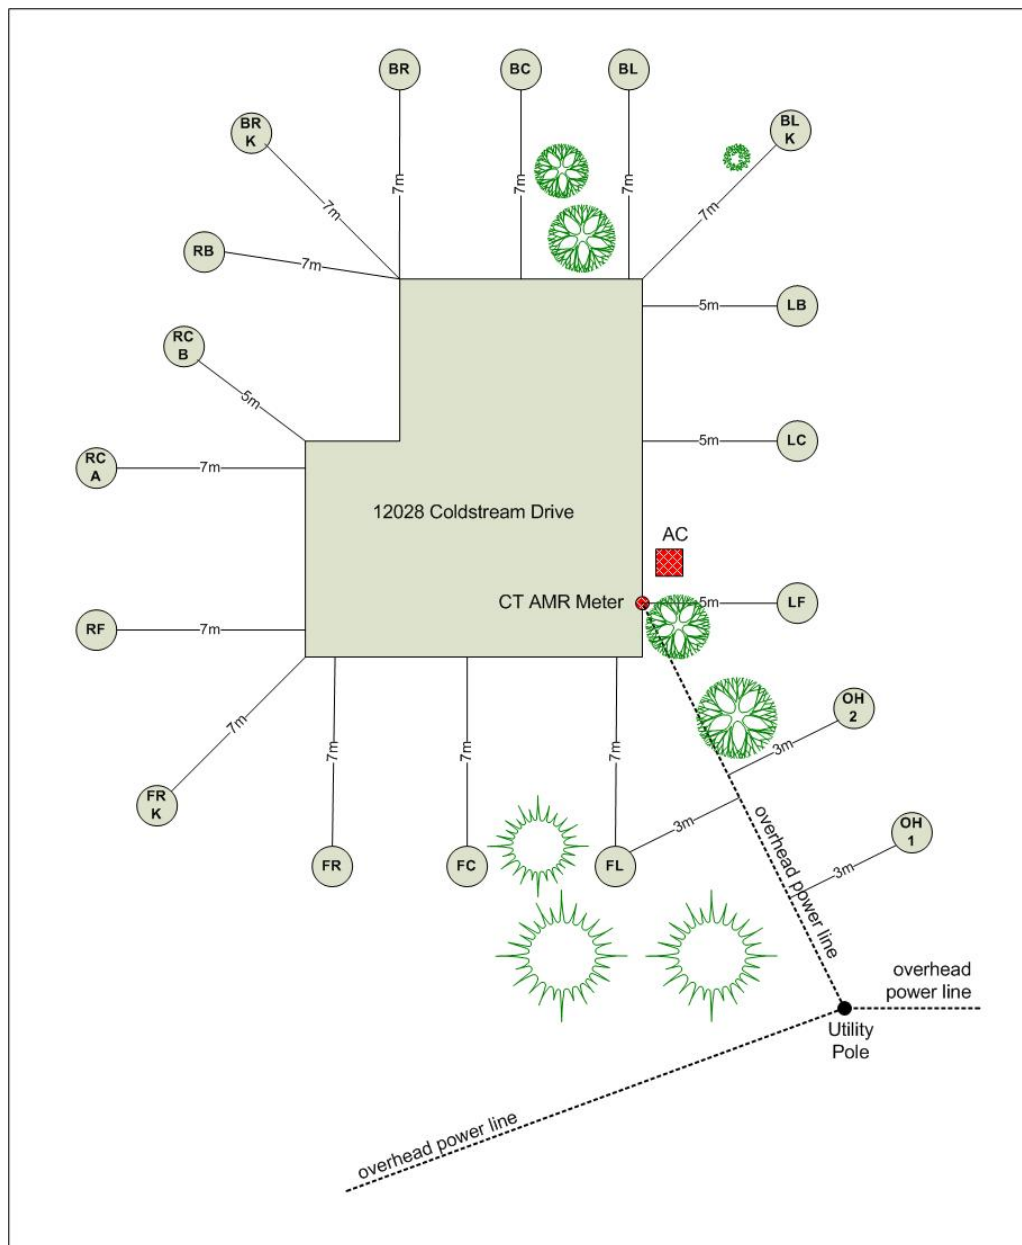 BR
BC
BL
BR
K
BL
K
7m
7m
7m
7m
7m
RB
7m
LB
5m
RC
B
5m
LC
5m
RC
A
7m
12028 Coldstream Drive
AC
CT AMR Meter
5m
LF
RF
7m
OH
2
3m
7m
7m
7m
7m
FR
K
3m
overhead power line
OH
1
3m
FR
FC
FL
overhead
power line
Utility
Pole
overhead power line